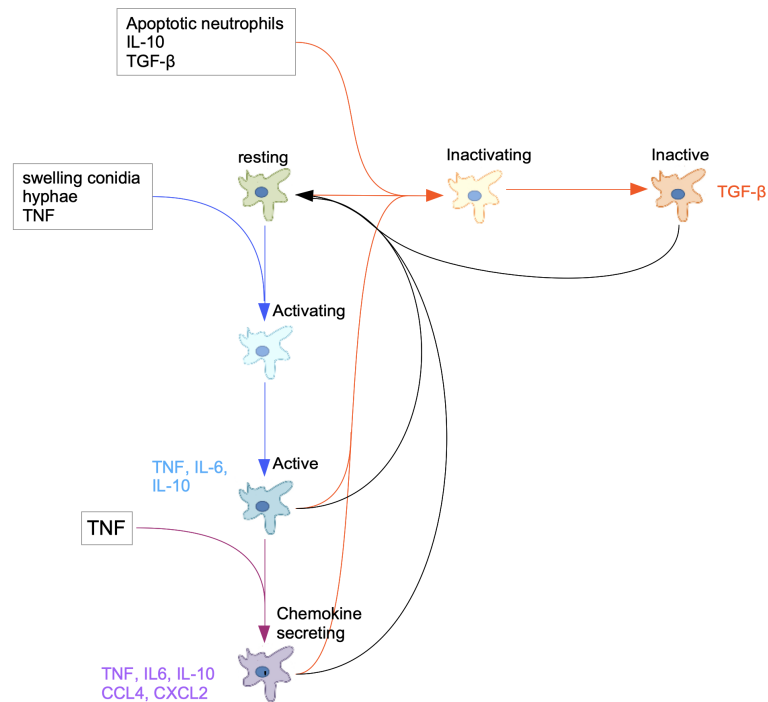 Apoptotic neutrophils
IL-10
TGF-β
resting
Inactivating
Inactive
swelling conidia
hyphae
TNF
TGF-β
Activating
Active
TNF, IL-6,
IL-10
TNF
Chemokine
secreting
TNF, IL6, IL-10
CCL4, CXCL2